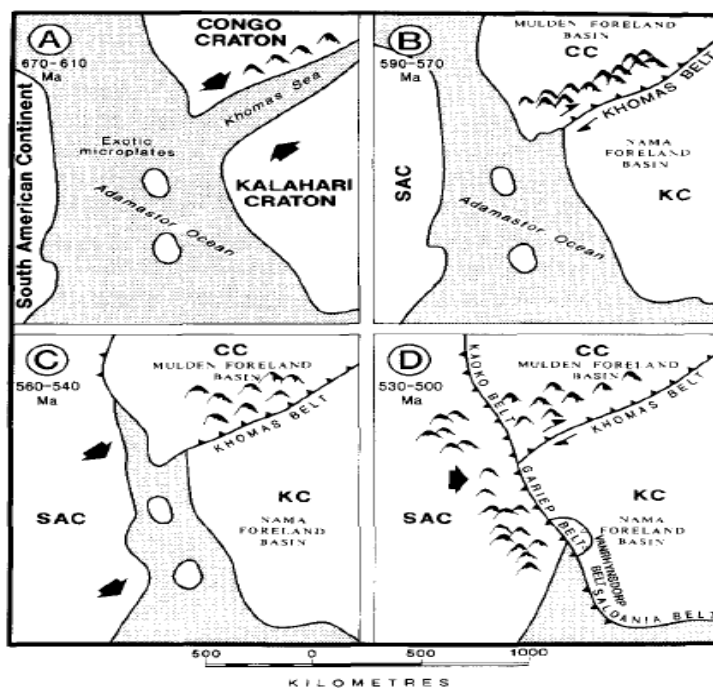 A
670-610
Ma
CONGO
CRATON
Khomas Sea
South American Continent
Exotic
microplates
KALAHARI
CRATON
Adamastor Ocean
B
590-570
Ma
MULDEN FORELAND
BASIN
CC
KHOMAS BELT
NAMA
FORELAND
BASIN
SAC
KC
Adamastor Ocean
C
560-540
Ma
CC
MULDEN FORELAND
BASIN
KHOMAS BELT
SAC
KC
NAMA
FORELAND
BASIN
D
530-500
Ma
CC
MULDEN FORELAND
BASIN
KAOKO BELT
KHOMAS BELT
SAC
GARIEP BELT
KC
NAMA
FORELAND
BASIN
VANRHYNSDORP
BELT
SALDANIA BELT
500 0 500 1000
KILOMETRES